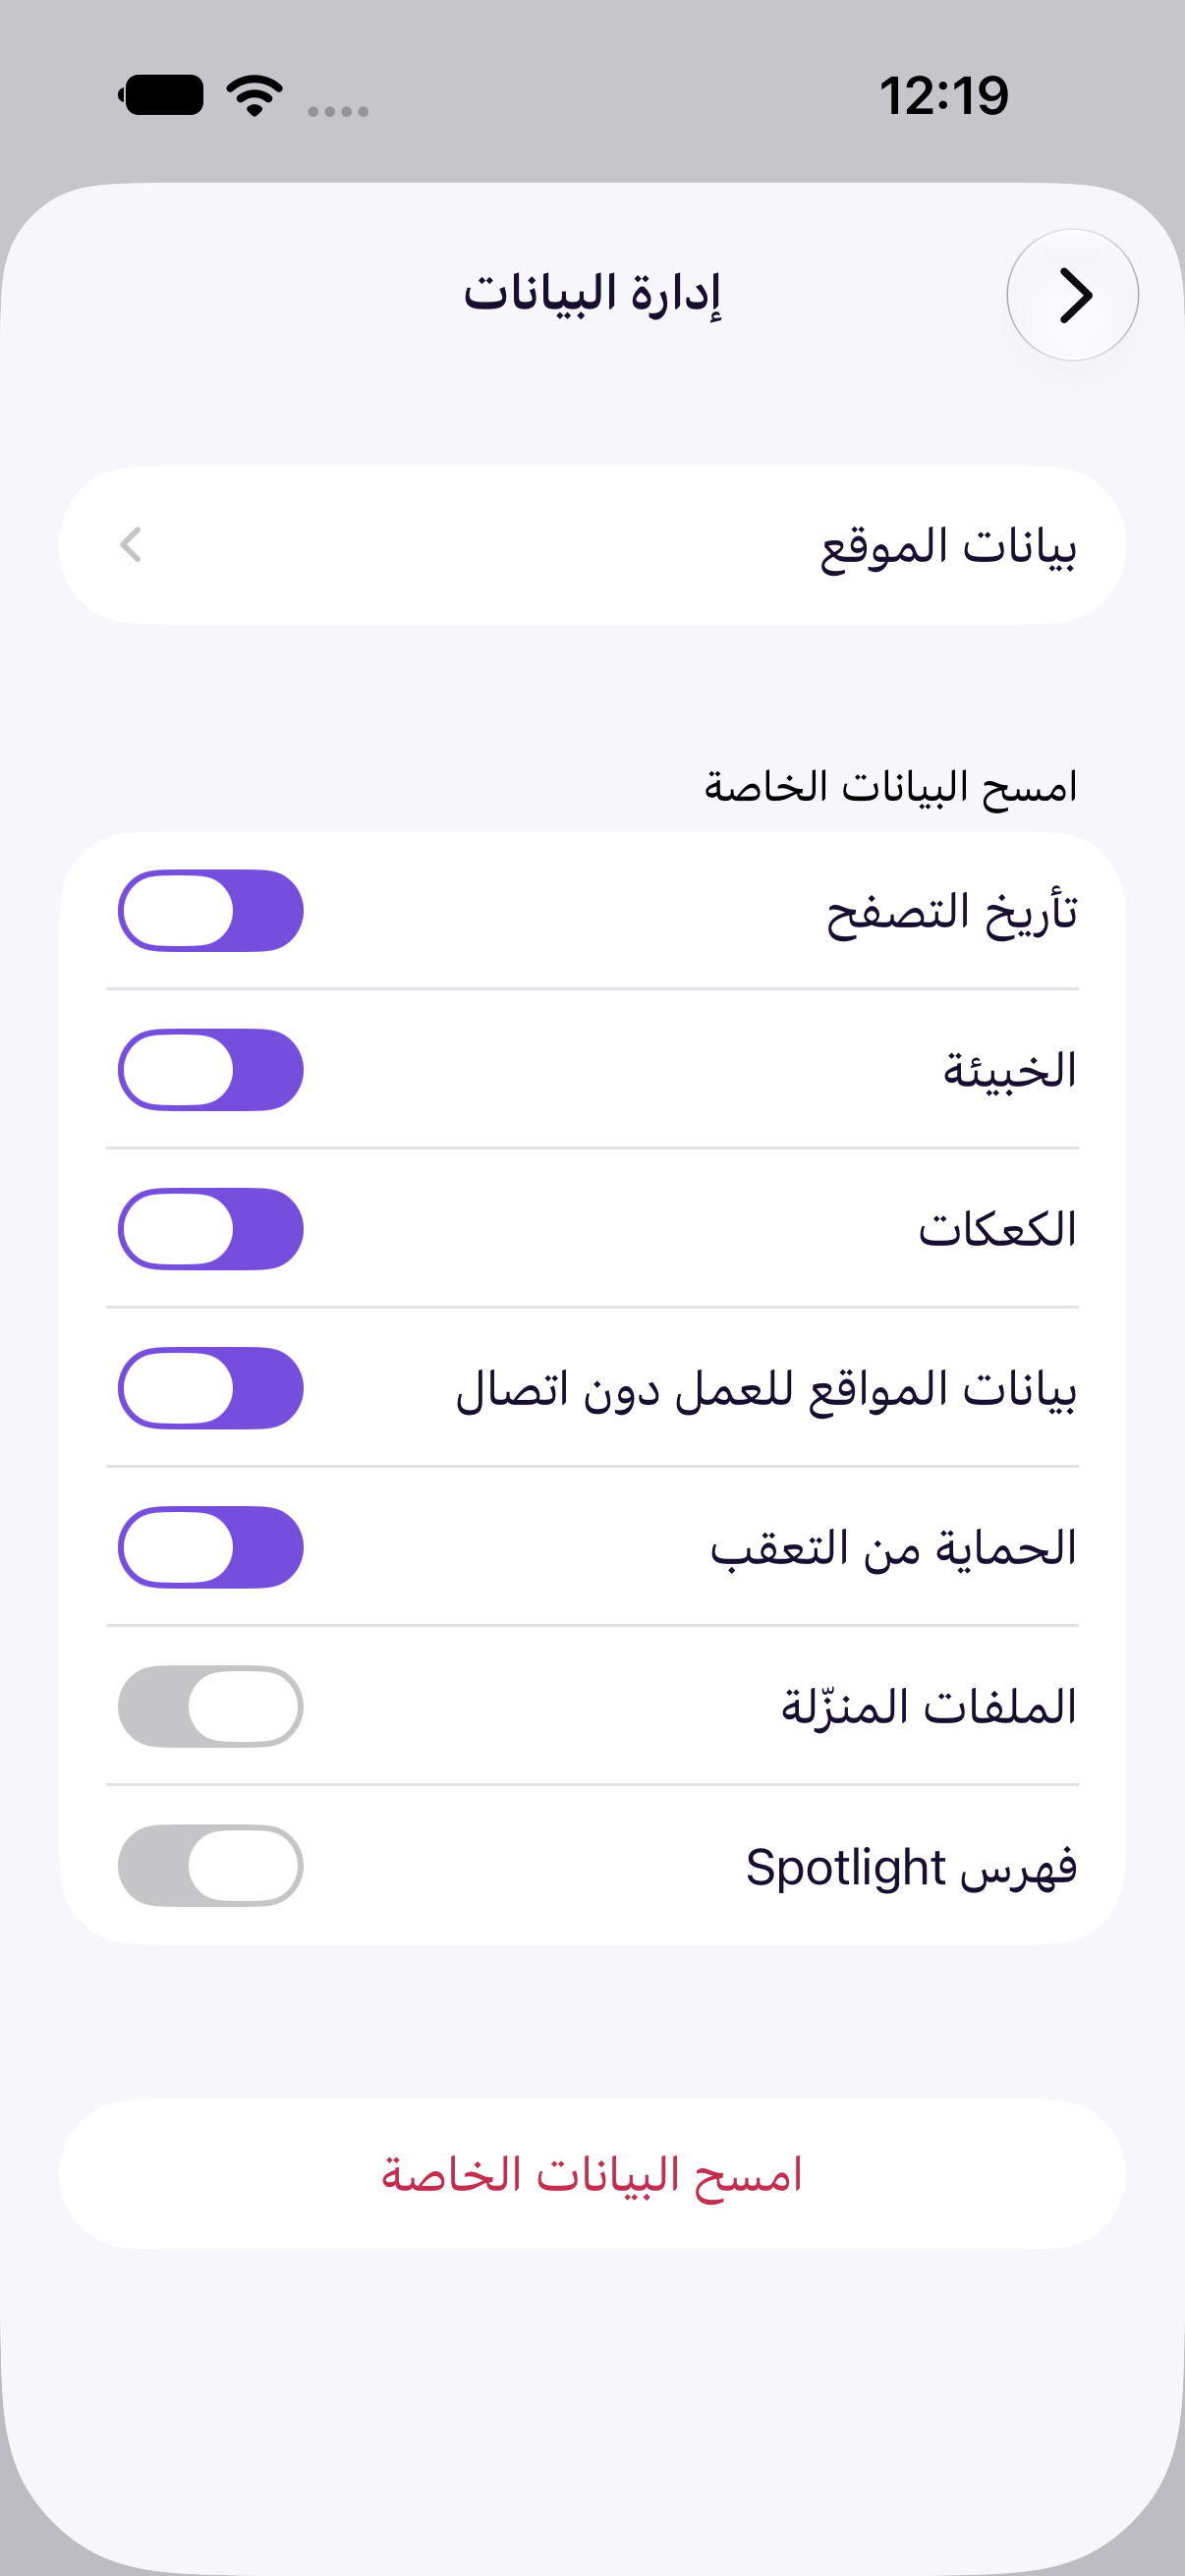 12:19
إدارة البيانات
بيانات الموقع
امسح البيانات الخاصة
تأريخ التصفح
الخبيئة
الكعكات
بيانات المواقع للعمل دون اتصال
الحماية من التعقب
الملفات المنزّلة
فهرس Spotlight
امسح البيانات الخاصة